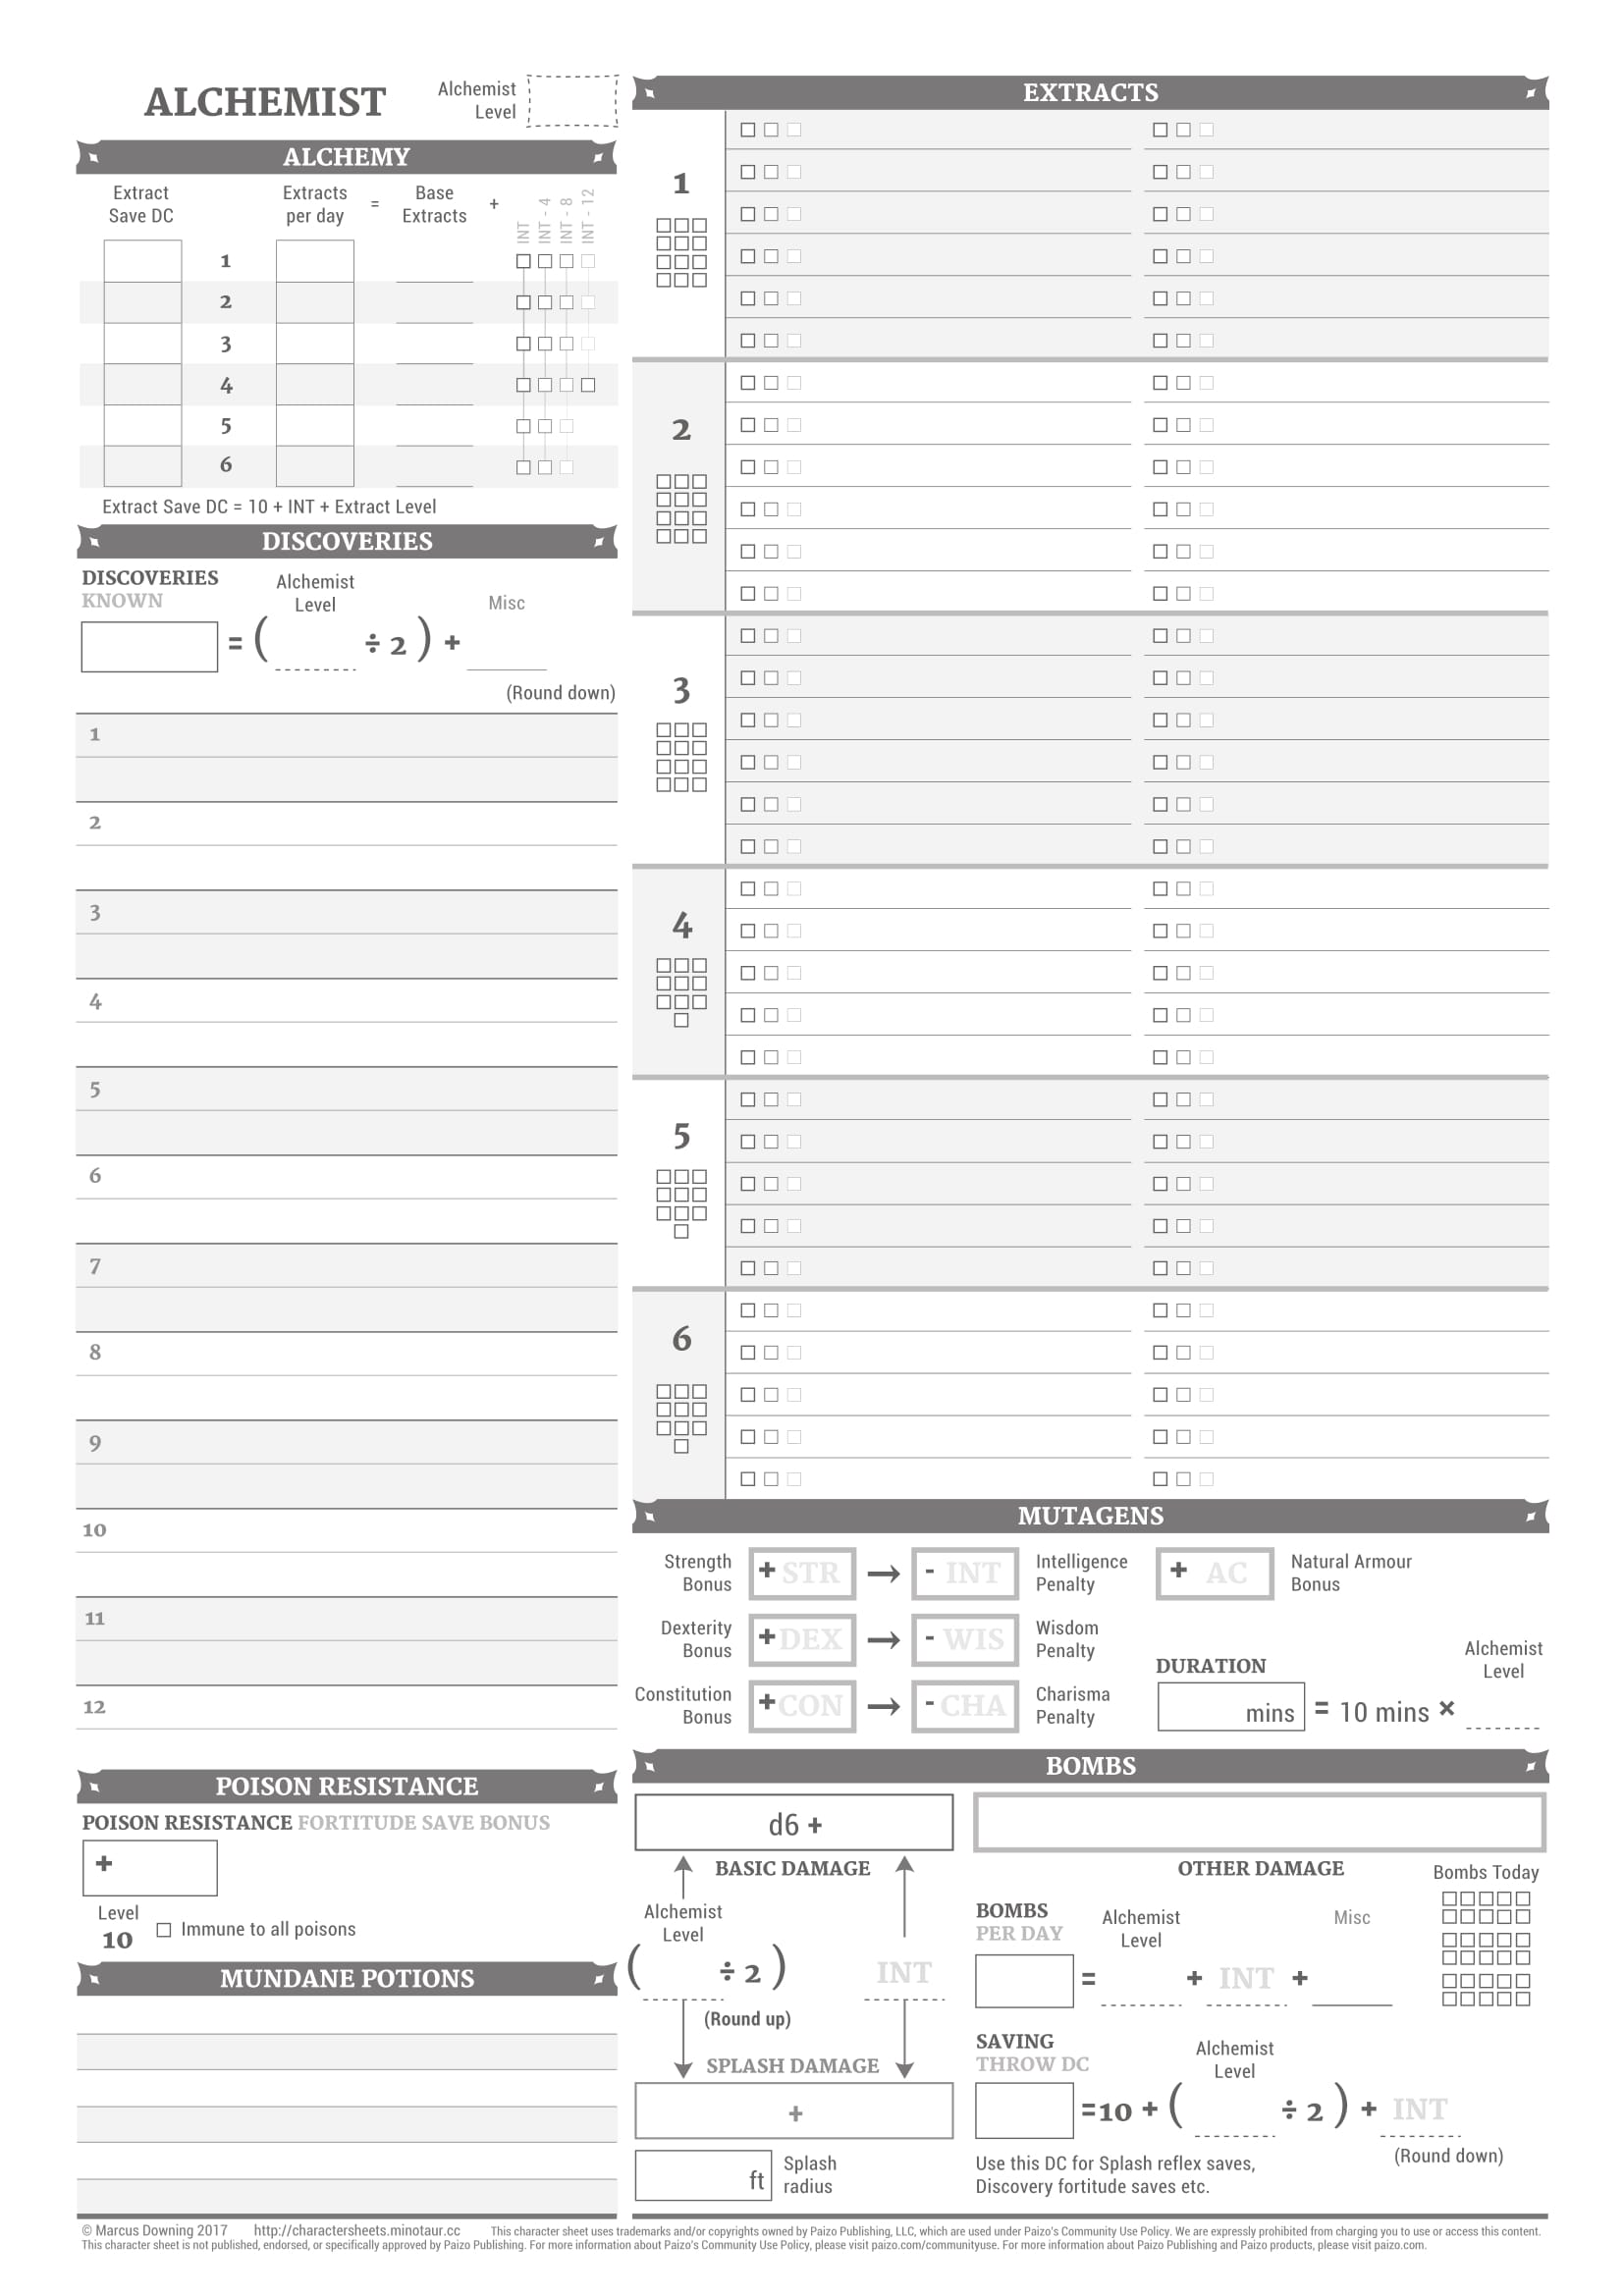 ALCHEMIST
Alchemist
Level
ALCHEMY
Extract
Save DC
Extracts
per day
=
Base
Extracts
+
INT
INT - 4
INT - 8
INT - 12
1
2
3
4
5
6
Extract Save DC = 10 + INT + Extract Level
DISCOVERIES
DISCOVERIES
KNOWN
Alchemist
Level
Misc
= ( ÷ 2 ) +
(Round down)
1
2
3
4
5
6
7
8
9
10
11
12
POISON RESISTANCE
POISON RESISTANCE FORTITUDE SAVE BONUS
+
Level
10
Immune to all poisons
MUNDANE POTIONS
EXTRACTS
1
2
3
4
5
6
MUTAGENS
Strength
Bonus
+ STR → - INT
Intelligence
Penalty
+ AC
Natural Armour
Bonus
Dexterity
Bonus
+ DEX → - WIS
Wisdom
Penalty
Constitution
Bonus
+ CON → - CHA
Charisma
Penalty
DURATION
Alchemist
Level
mins = 10 mins ×
BOMBS
d6 +
BASIC DAMAGE
Alchemist
Level
( ÷ 2 )
INT
(Round up)
SPLASH DAMAGE
+
ft
Splash
radius
OTHER DAMAGE
Bombs Today
BOMBS
PER DAY
Alchemist
Level
Misc
= + INT +
SAVING
THROW DC
Alchemist
Level
=10 + ( ÷ 2 ) + INT
(Round down)
Use this DC for Splash reflex saves,
Discovery fortitude saves etc.
© Marcus Downing 2017 http://charactersheets.minotaur.cc This character sheet uses trademarks and/or copyrights owned by Paizo Publishing, LLC, which are used under Paizo's Community Use Policy. We are expressly prohibited from charging you to use or access this content.
This character sheet is not published, endorsed, or specifically approved by Paizo Publishing. For more information about Paizo's Community Use Policy, please visit paizo.com/communityuse. For more information about Paizo Publishing and Paizo products, please visit paizo.com.